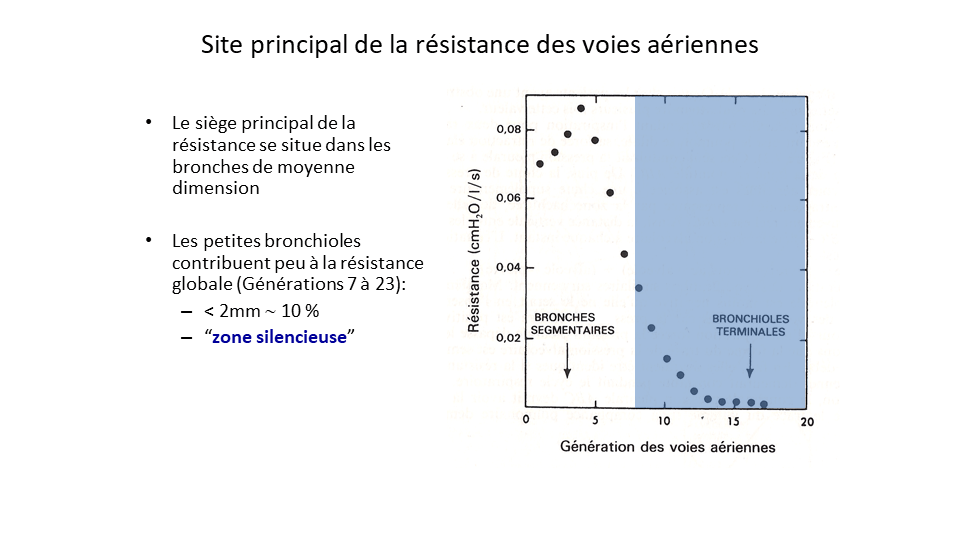 Site principal de la résistance des voies aériennes
• Le siège principal de la
résistance se situe dans les
bronches de moyenne
dimension
• Les petites bronchioles
contribuent peu à la résistance
globale (Générations 7 à 23):
– < 2mm ~ 10 %
– “zone silencieuse”
Résistance (cmH₂O/l/s)
0,08
0,06
0,04
0,02
BRONCHES
SEGMENTAIRES
BRONCHIOLES
TERMINALES
0 5 10 15 20
Génération des voies aériennes